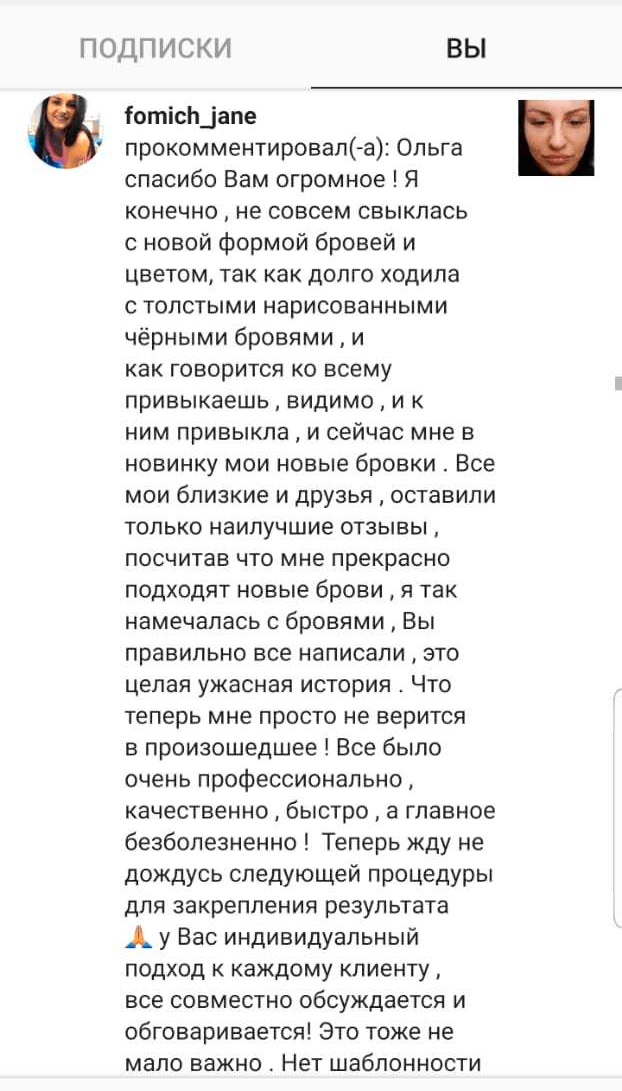 ПОДПИСКИ
ВЫ
fomich_jane
прокомментировал(-а): Ольга
спасибо Вам огромное ! Я
конечно , не совсем свыклась
с новой формой бровей и
цветом, так как долго ходила
с толстыми нарисованными
чёрными бровями , и
как говорится ко всему
привыкаешь , видимо , и к
ним привыкла , и сейчас мне в
новинку мои новые бровки . Все
мои близкие и друзья , оставили
только наилучшие отзывы ,
посчитав что мне прекрасно
подходят новые брови , я так
намечалась с бровями , Вы
правильно все написали , это
целая ужасная история . Что
теперь мне просто не верится
в произошедшее ! Все было
очень профессионально ,
качественно , быстро , а главное
безболезненно ! Теперь жду не
дождусь следующей процедуры
для закрепления результата
🙏 у Вас индивидуальный
подход к каждому клиенту ,
все совместно обсуждается и
обговаривается! Это тоже не
мало важно . Нет шаблонности